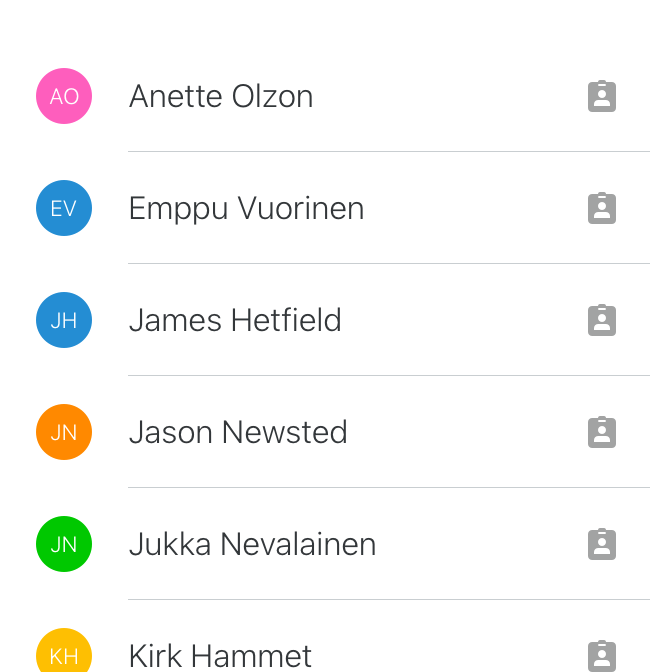 AO Anette Olzon
EV Emppu Vuorinen
JH James Hetfield
JN Jason Newsted
JN Jukka Nevalainen
KH Kirk Hammet